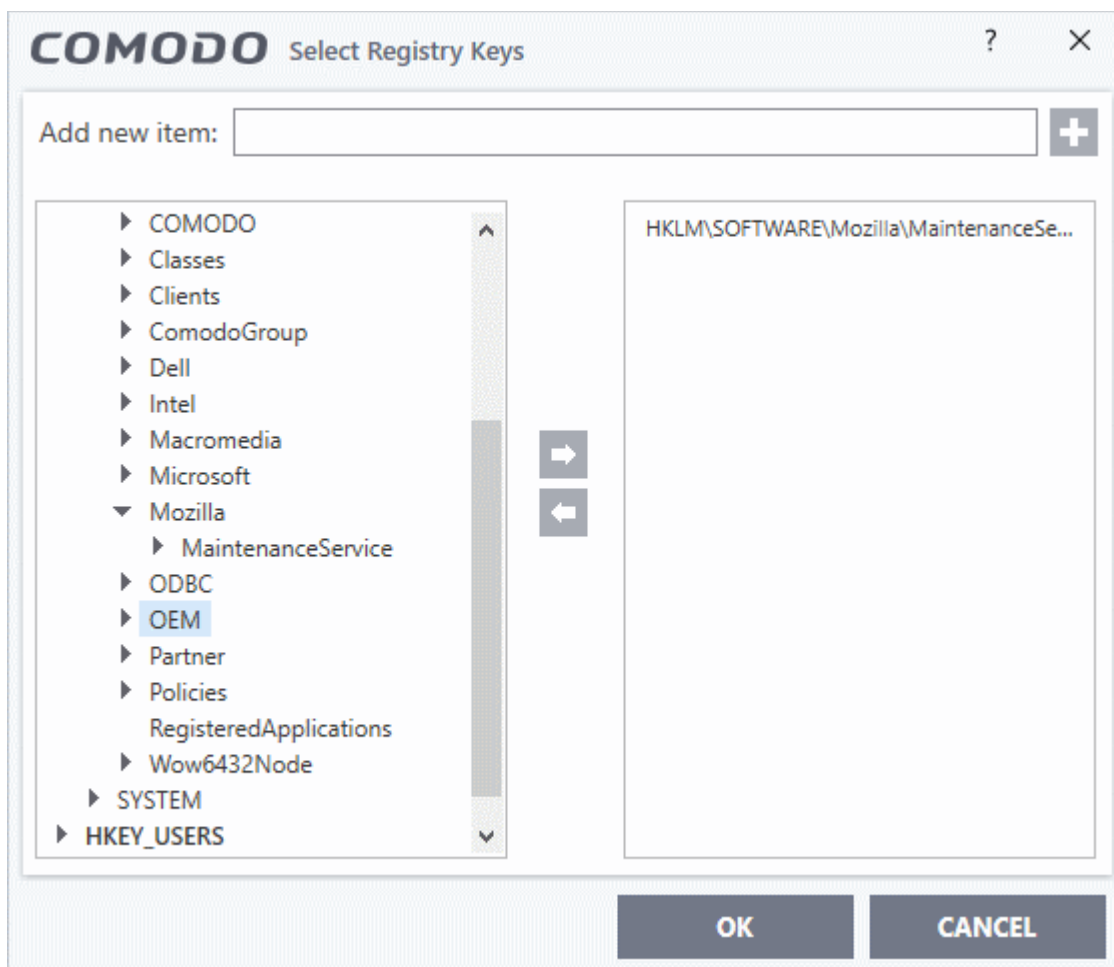 COMODO Select Registry Keys ?
Add new item:
COMODO
Classes
Clients
ComodoGroup
Dell
Intel
Macromedia
Microsoft
Mozilla
MaintenanceService
ODBC
OEM
Partner
Policies
RegisteredApplications
Wow6432Node
SYSTEM
HKEY_USERS
HKLM\SOFTWARE\Mozilla\MaintenanceSe...
OK CANCEL